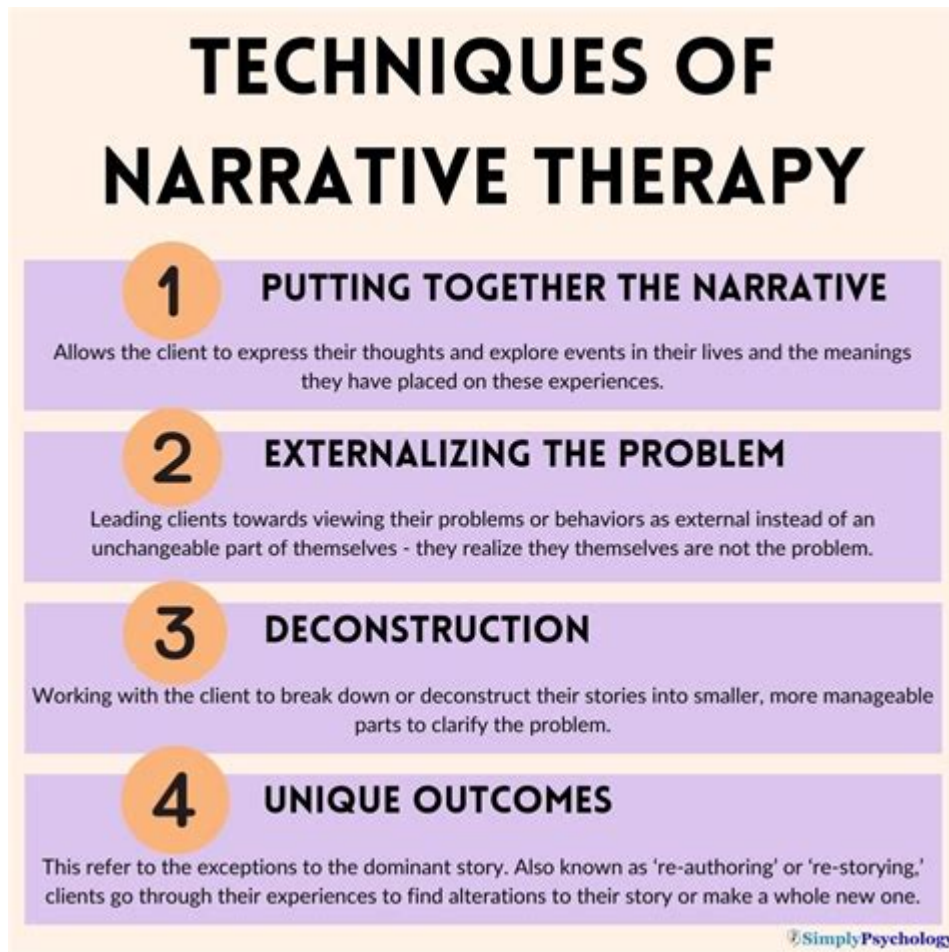 TECHNIQUES OF
NARRATIVE THERAPY
1
PUTTING TOGETHER THE NARRATIVE
Allows the client to express their thoughts and explore events in their lives and the meanings
they have placed on these experiences.
2
EXTERNALIZING THE PROBLEM
Leading clients towards viewing their problems or behaviors as external instead of an
unchangeable part of themselves - they realize they themselves are not the problem.
3
DECONSTRUCTION
Working with the client to break down or deconstruct their stories into smaller, more manageable
parts to clarify the problem.
4
UNIQUE OUTCOMES
This refer to the exceptions to the dominant story. Also known as 're-authoring' or 're-storying,'
clients go through their experiences to find alterations to their story or make a whole new one.
SimplyPsychology